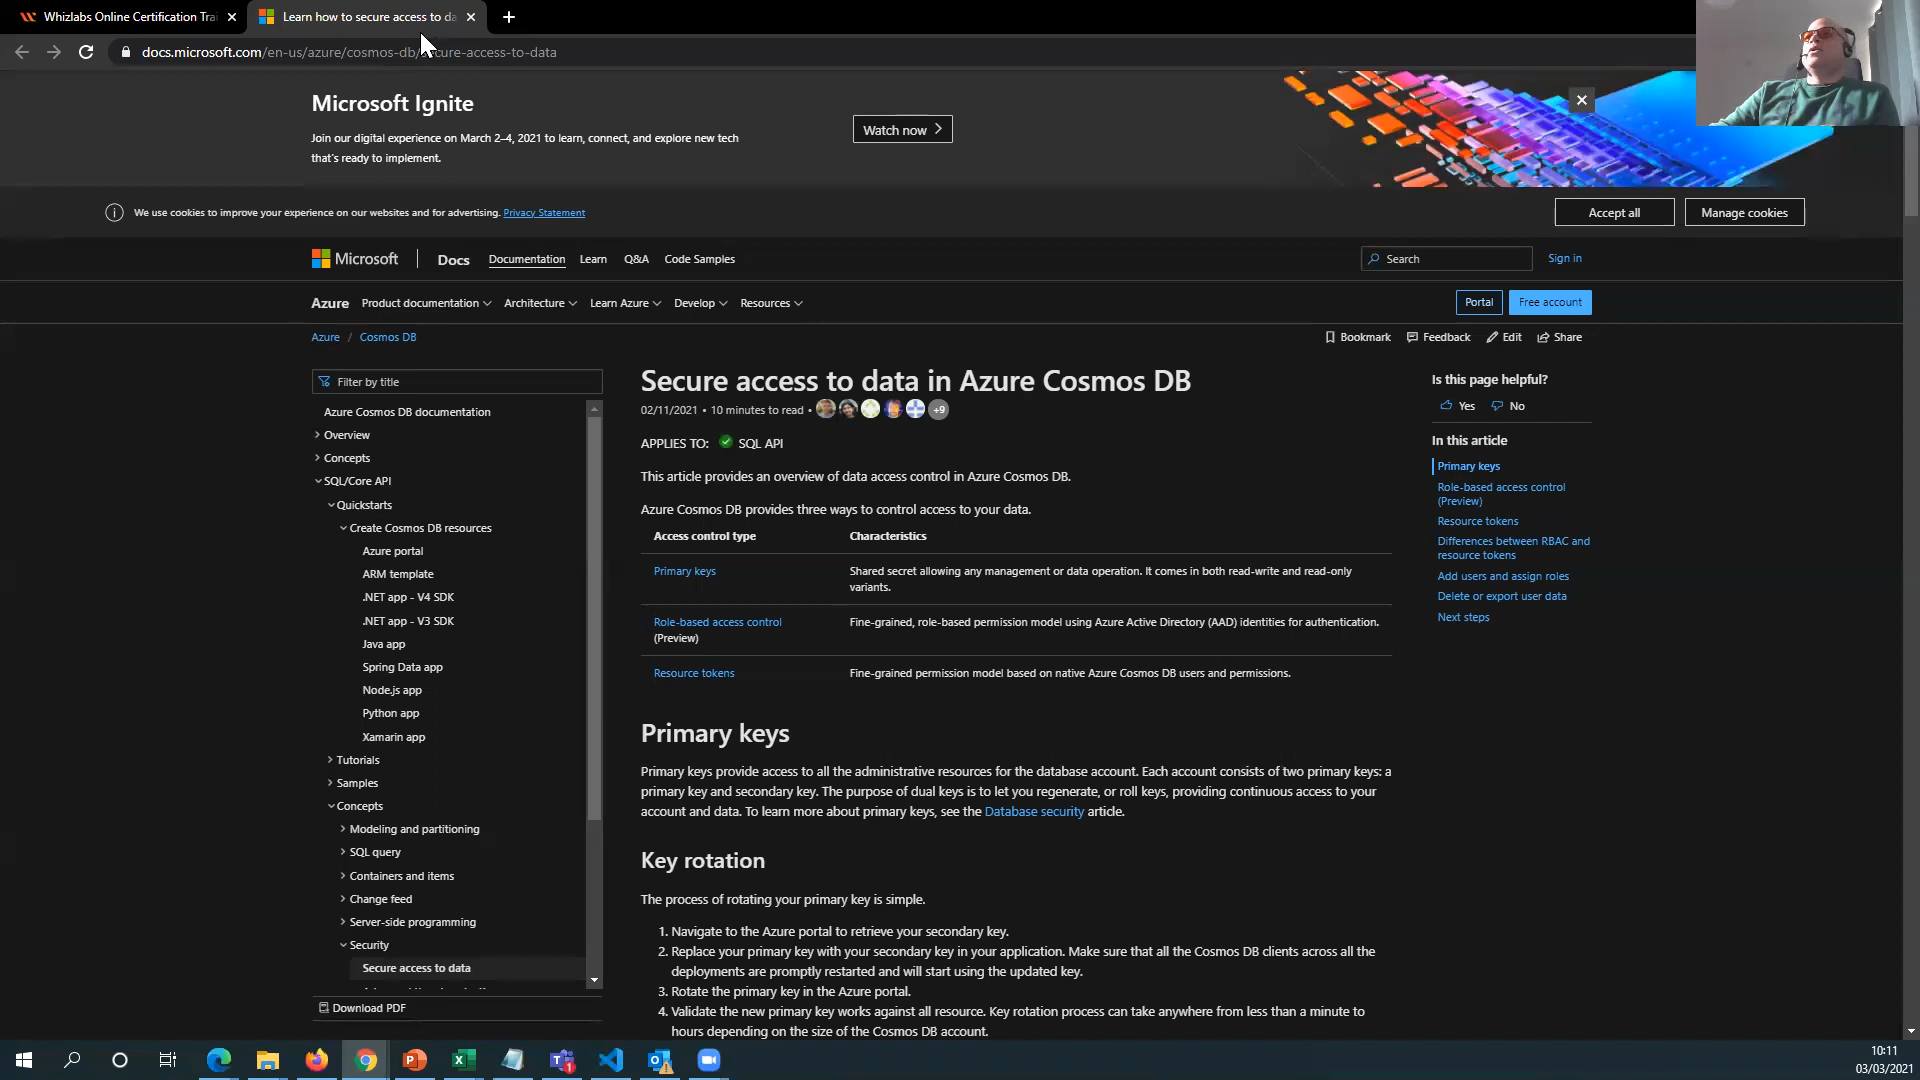 Whizlabs Online Certification Trai
Learn how to secure access to da
docs.microsoft.com/en-us/azure/cosmos-db/secure-access-to-data
Microsoft Ignite
Join our digital experience on March 2–4, 2021 to learn, connect, and explore new tech
that's ready to implement.
Watch now
We use cookies to improve your experience on our websites and for advertising. Privacy Statement
Accept all
Manage cookies
Microsoft
Docs
Documentation
Learn
Q&A
Code Samples
Search
Sign in
Azure
Product documentation
Architecture
Learn Azure
Develop
Resources
Portal
Free account
Azure / Cosmos DB
Bookmark
Feedback
Edit
Share
Filter by title
Azure Cosmos DB documentation
Overview
Concepts
SQL/Core API
Quickstarts
Create Cosmos DB resources
Azure portal
ARM template
.NET app - V4 SDK
.NET app - V3 SDK
Java app
Spring Data app
Node.js app
Python app
Xamarin app
Tutorials
Samples
Concepts
Modeling and partitioning
SQL query
Containers and items
Change feed
Server-side programming
Security
Secure access to data
Download PDF
Secure access to data in Azure Cosmos DB
02/11/2021 • 10 minutes to read • +9
APPLIES TO: SQL API
This article provides an overview of data access control in Azure Cosmos DB.
Azure Cosmos DB provides three ways to control access to your data.
Access control type Characteristics
Primary keys Shared secret allowing any management or data operation. It comes in both read-write and read-only
variants.
Role-based access control Fine-grained, role-based permission model using Azure Active Directory (AAD) identities for authentication.
(Preview)
Resource tokens Fine-grained permission model based on native Azure Cosmos DB users and permissions.
Primary keys
Primary keys provide access to all the administrative resources for the database account. Each account consists of two primary keys: a
primary key and secondary key. The purpose of dual keys is to let you regenerate, or roll keys, providing continuous access to your
account and data. To learn more about primary keys, see the Database security article.
Key rotation
The process of rotating your primary key is simple.
1. Navigate to the Azure portal to retrieve your secondary key.
2. Replace your primary key with your secondary key in your application. Make sure that all the Cosmos DB clients across all the
deployments are promptly restarted and will start using the updated key.
3. Rotate the primary key in the Azure portal.
4. Validate the new primary key works against all resource. Key rotation process can take anywhere from less than a minute to
hours depending on the size of the Cosmos DB account.
Is this page helpful?
Yes
No
In this article
Primary keys
Role-based access control
(Preview)
Resource tokens
Differences between RBAC and
resource tokens
Add users and assign roles
Delete or export user data
Next steps
10:11
03/03/2021